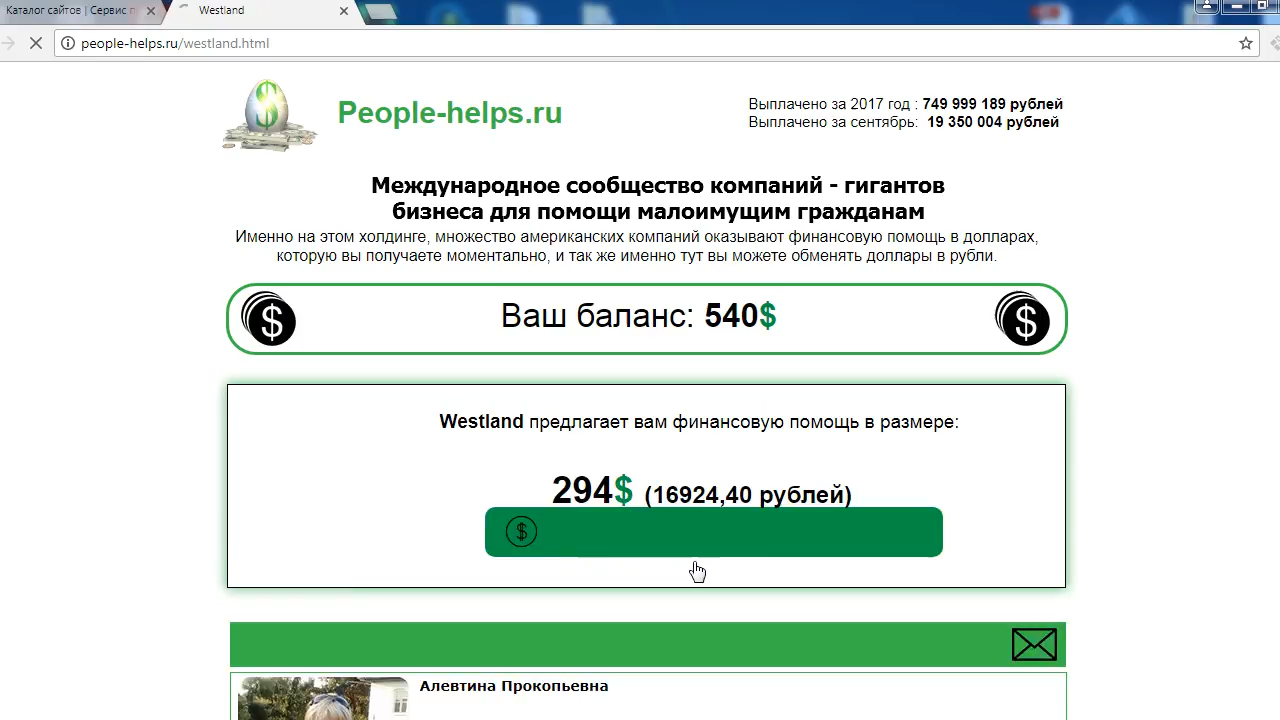 Каталог сайтов | Сервис
Westland
people-helps.ru/westland.html
$
People-helps.ru
Выплачено за 2017 год : 749 999 189 рублей
Выплачено за сентябрь: 19 350 004 рублей
Международное сообщество компаний - гигантов
бизнеса для помощи малоимущим гражданам
Именно на этом холдинге, множество американских компаний оказывают финансовую помощь в долларах,
которую вы получаете моментально, и так же именно тут вы можете обменять доллары в рубли.
$ Ваш баланс: 540$ $
Westland предлагает вам финансовую помощь в размере:
294$ (16924,40 рублей)
$
Алевтина Прокопьевна